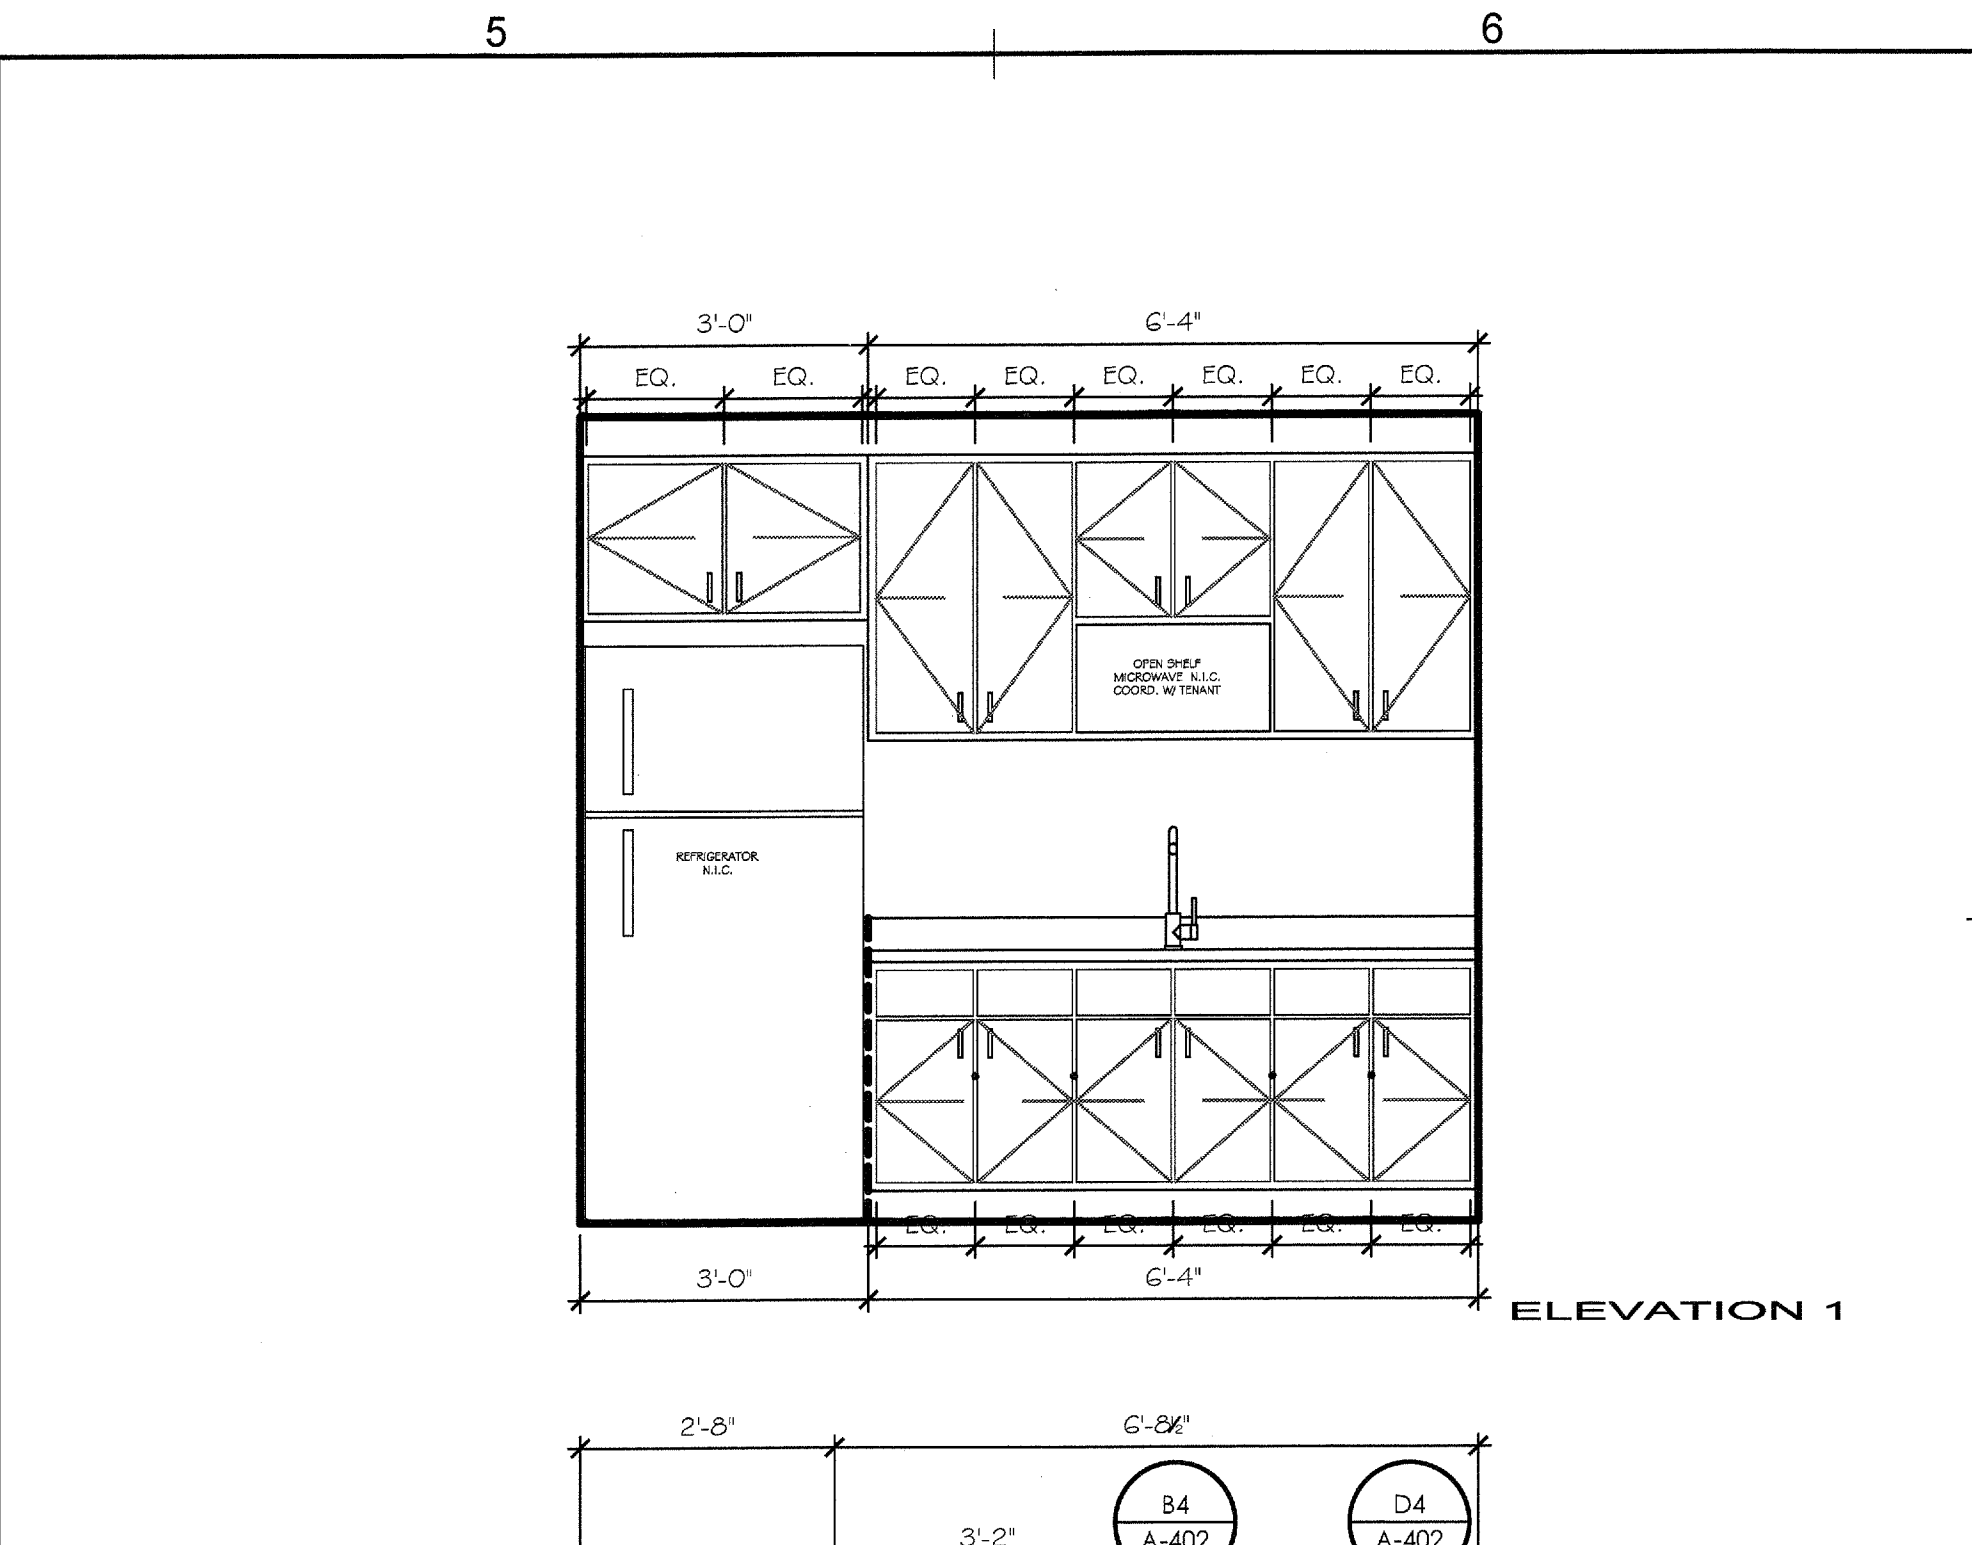 5
6
3'-0"
6'-4"
EQ.
EQ.
EQ.
EQ.
EQ.
EQ.
EQ.
EQ.
OPEN SHELF
MICROWAVE N.I.C.
COORD. W/ TENANT
REFRIGERATOR
N.I.C.
EQ.
EQ.
EQ.
EQ.
EQ.
EQ.
3'-0"
6'-4"
ELEVATION 1
2'-8"
6'-8½"
B4
D4
3'-2"
A-402
A-402